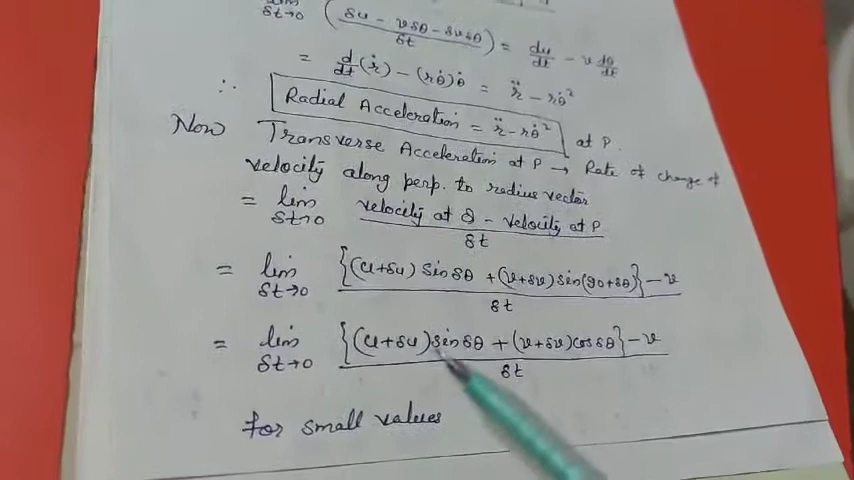 lim δt→0 (δu - vδθ - δvδθ / δt) = du/dt - v dθ/dt
= d/dt (ṙ) - (rθ̇)θ̇ = r̈ - rθ̇²
∴ Radial Acceleration = r̈ - rθ̇² at P.
Now Transverse Acceleration at P → Rate of change of
velocity along perp. to radius vector
= lim δt→0 velocity at Q - velocity at P / δt
= lim δt→0 {(u+δu) sin δθ + (v+δv) sin(90+δθ)} - v / δt
= lim δt→0 {(u+δu) sin δθ + (v+δv) cos δθ} - v / δt
for small values